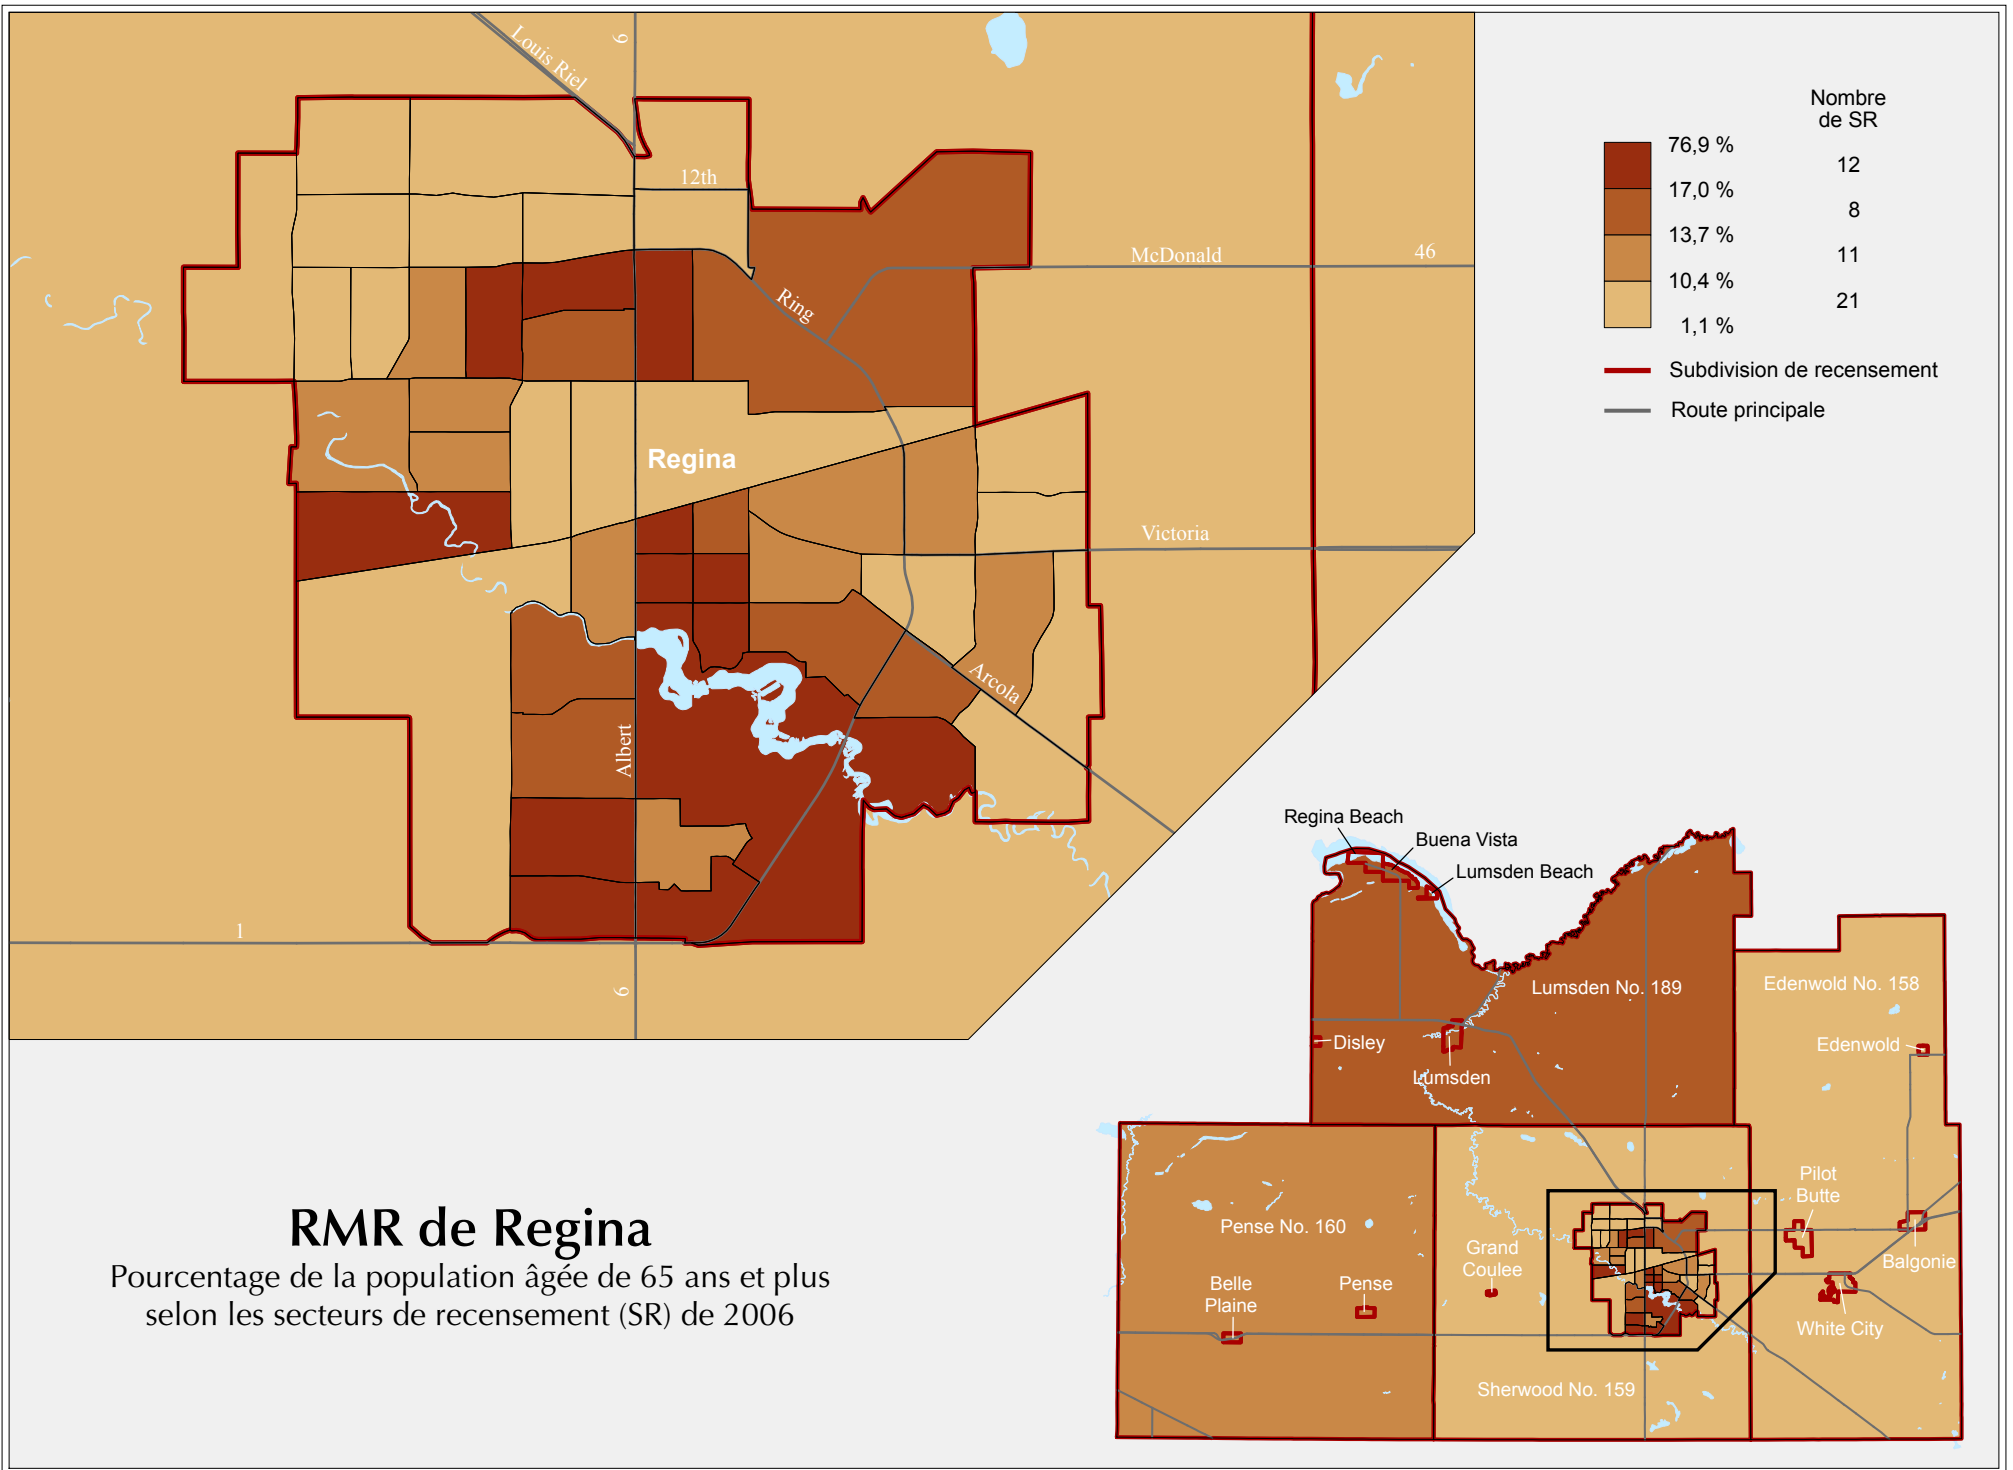 Louis Riel
6
12th
McDonald
46
Ring
Regina
Victoria
Arcola
Albert
1
6
Nombre
de SR
76,9 %
12
17,0 %
8
13,7 %
11
10,4 %
21
1,1 %
Subdivision de recensement
Route principale
Regina Beach
Buena Vista
Lumsden Beach
Lumsden No. 189
Edenwold No. 158
Disley
Edenwold
Lumsden
Pilot
Butte
Pense No. 160
Grand
Coulee
Balgonie
Belle
Plaine
Pense
White City
Sherwood No. 159
RMR de Regina
Pourcentage de la population âgée de 65 ans et plus
selon les secteurs de recensement (SR) de 2006